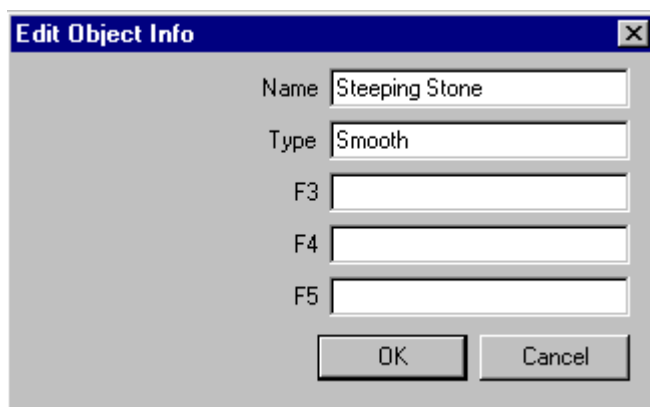 Edit Object Info
Name Steeping Stone
Type Smooth
F3
F4
F5
OK Cancel